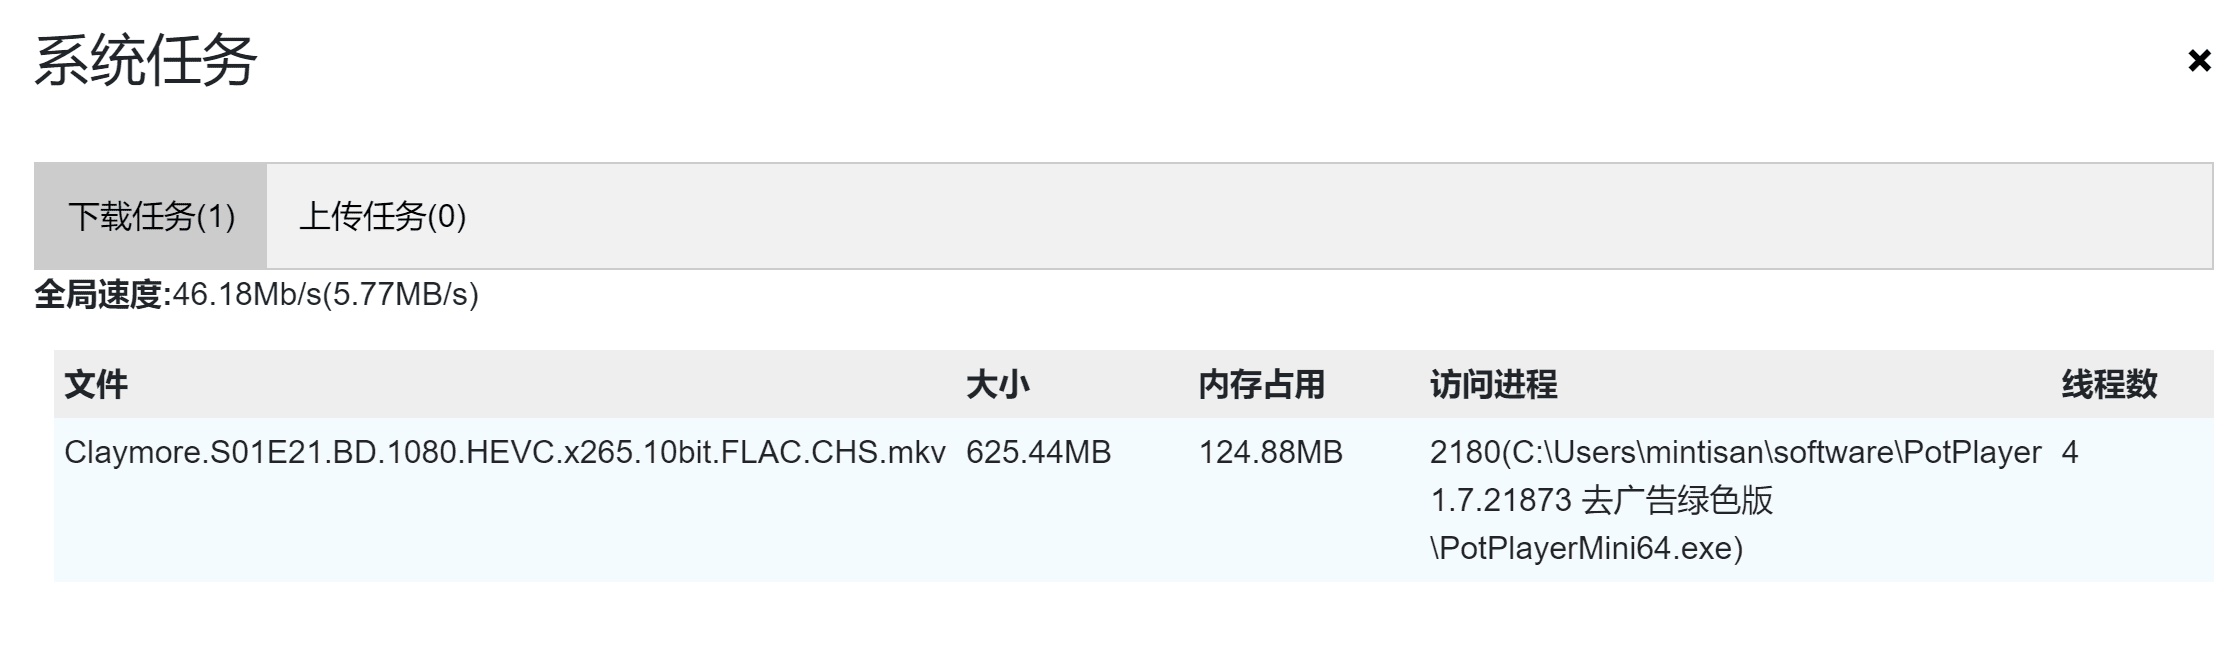 系统任务
下载任务(1) 上传任务(0)
全局速度:46.18Mb/s(5.77MB/s)
文件 大小 内存占用 访问进程 线程数
Claymore.S01E21.BD.1080.HEVC.x265.10bit.FLAC.CHS.mkv 625.44MB 124.88MB 2180(C:\Users\mintisan\software\PotPlayer 4
1.7.21873 去广告绿色版
\PotPlayerMini64.exe)